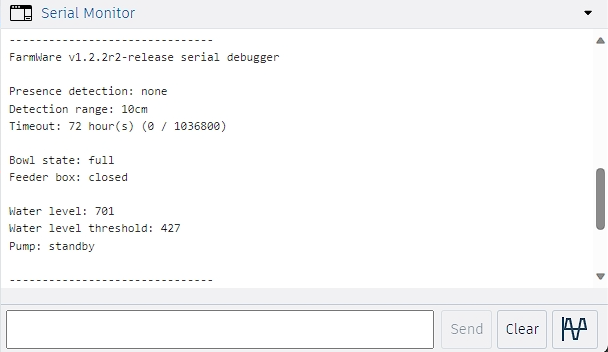 Serial Monitor
------------------------------
FarmWare v1.2.2r2-release serial debugger
Presence detection: none
Detection range: 10cm
Timeout: 72 hour(s) (0 / 1036800)
Bowl state: full
Feeder box: closed
Water level: 701
Water level threshold: 427
Pump: standby
------------------------------
Send Clear